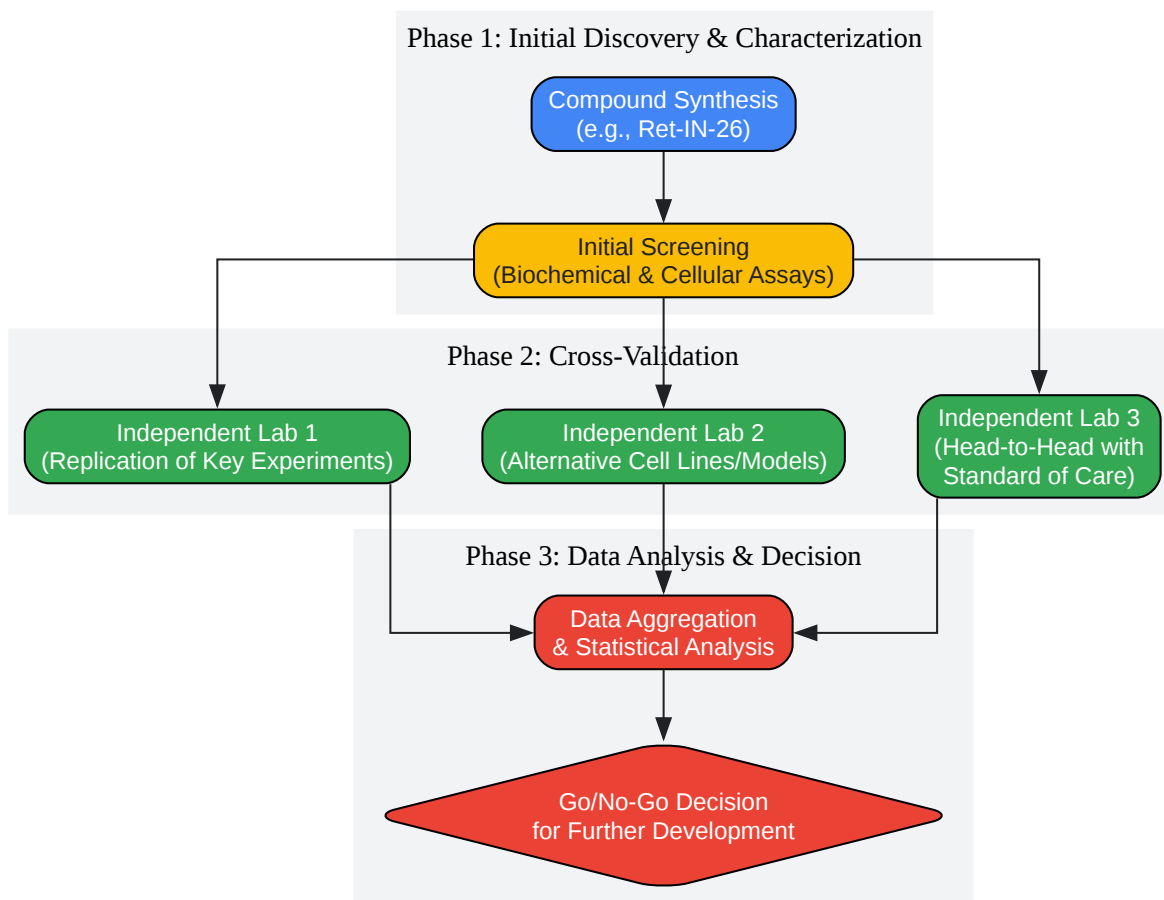 Phase 1: Initial Discovery & Characterization
Compound Synthesis
(e.g., Ret-IN-26)
Initial Screening
(Biochemical & Cellular Assays)
Phase 2: Cross-Validation
Independent Lab 1
(Replication of Key Experiments)
Independent Lab 2
(Alternative Cell Lines/Models)
Independent Lab 3
(Head-to-Head with
Standard of Care)
Phase 3: Data Analysis & Decision
Data Aggregation
& Statistical Analysis
Go/No-Go Decision
for Further Development